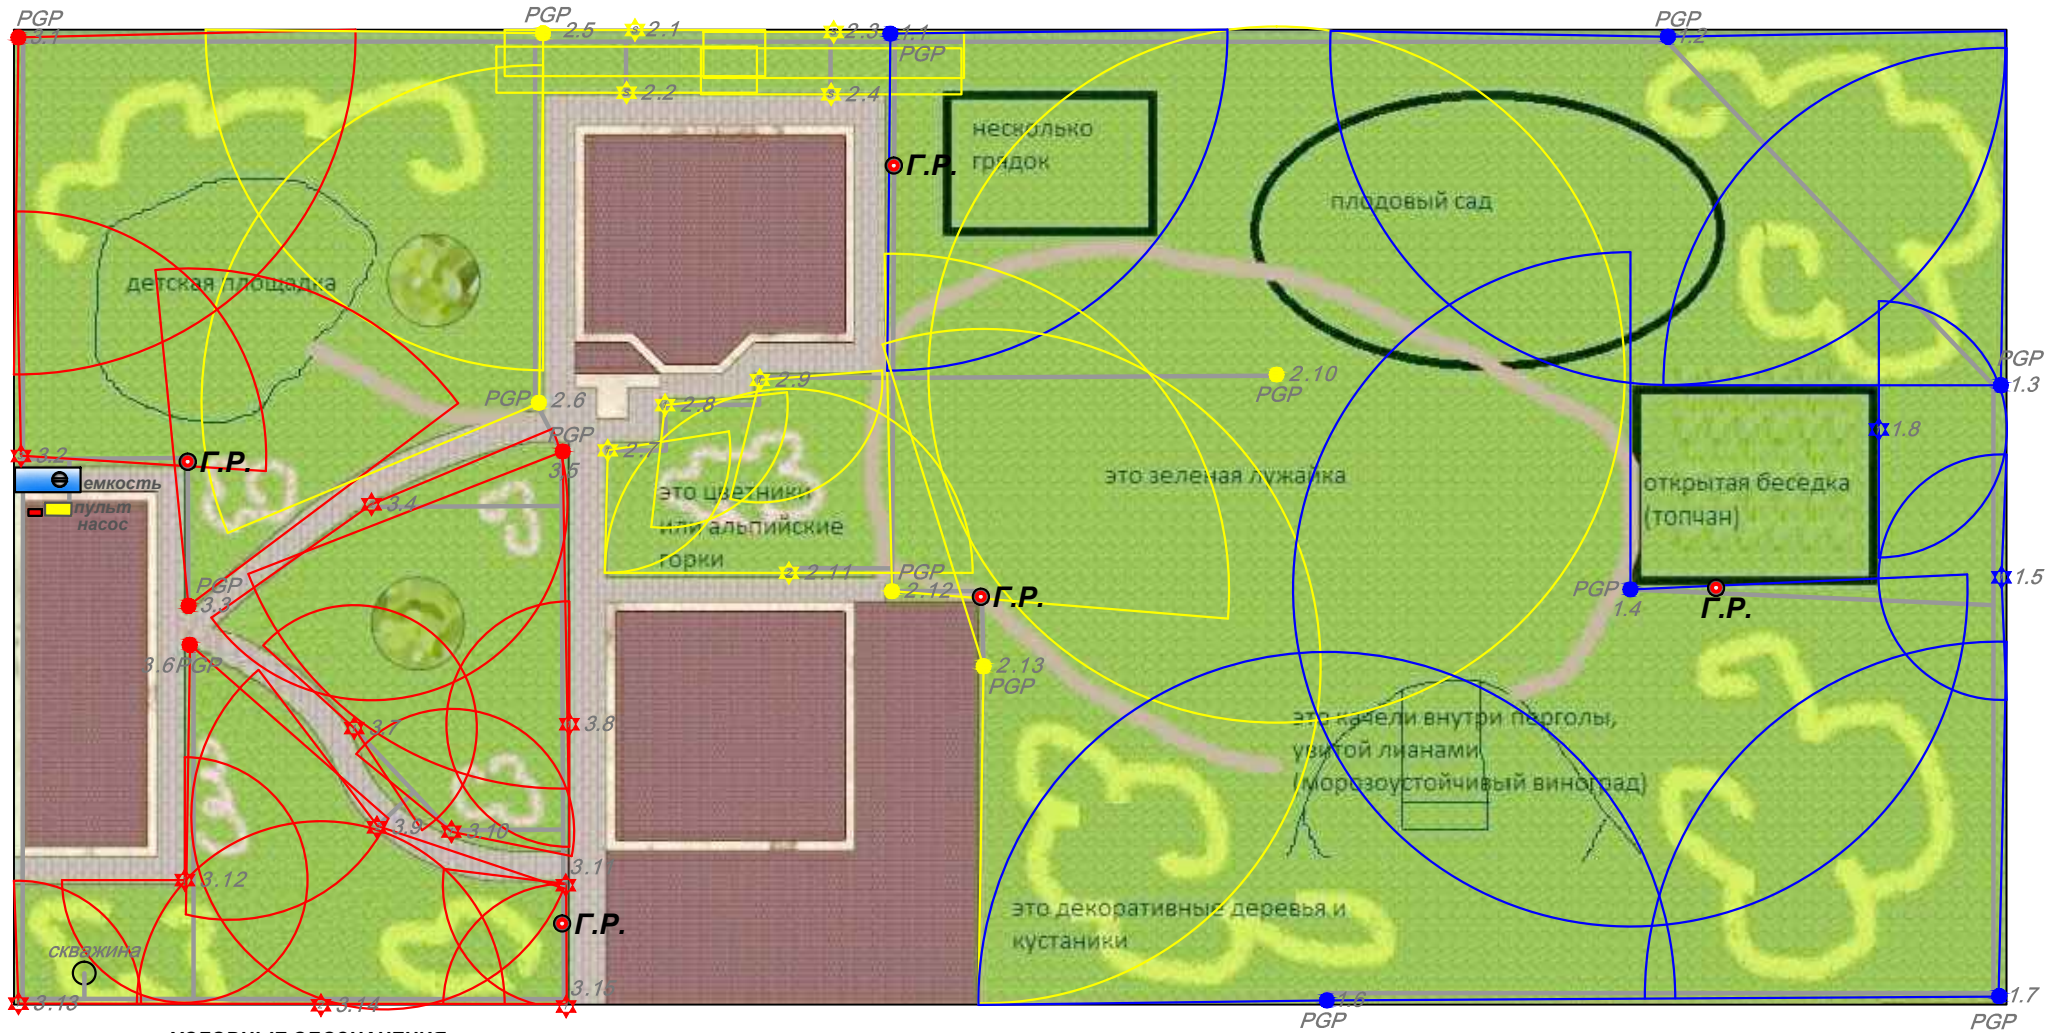 PGP
3.1
PGP
2.5
2.1
2.3
1.1
PGP
PGP
1.2
2.2
2.4
несколько
грядок
Г.Р.
плодовый сад
детская площадка
PGP
2.6
2.9
2.8
2.10
PGP
PGP
1.3
PGP
3.5
2.7
1.8
3.2
Г.Р.
емкость
пульт
насос
3.4
это цветники
или альпийские
горки
это зеленая лужайка
открытая беседка
(топчан)
2.11
PGP
2.12
Г.Р.
PGP
1.4
Г.Р.
1.5
PGP
3.3
3.6 PGP
2.13
PGP
3.7
3.8
это качели внутри перголы,
увитой лианами
(морозоустойчивый виноград)
3.9
3.10
3.1
3.12
Г.Р.
это декоративные деревья и
кустаники
скважина
3.13
3.14
1.6
PGP
1.7
PGP